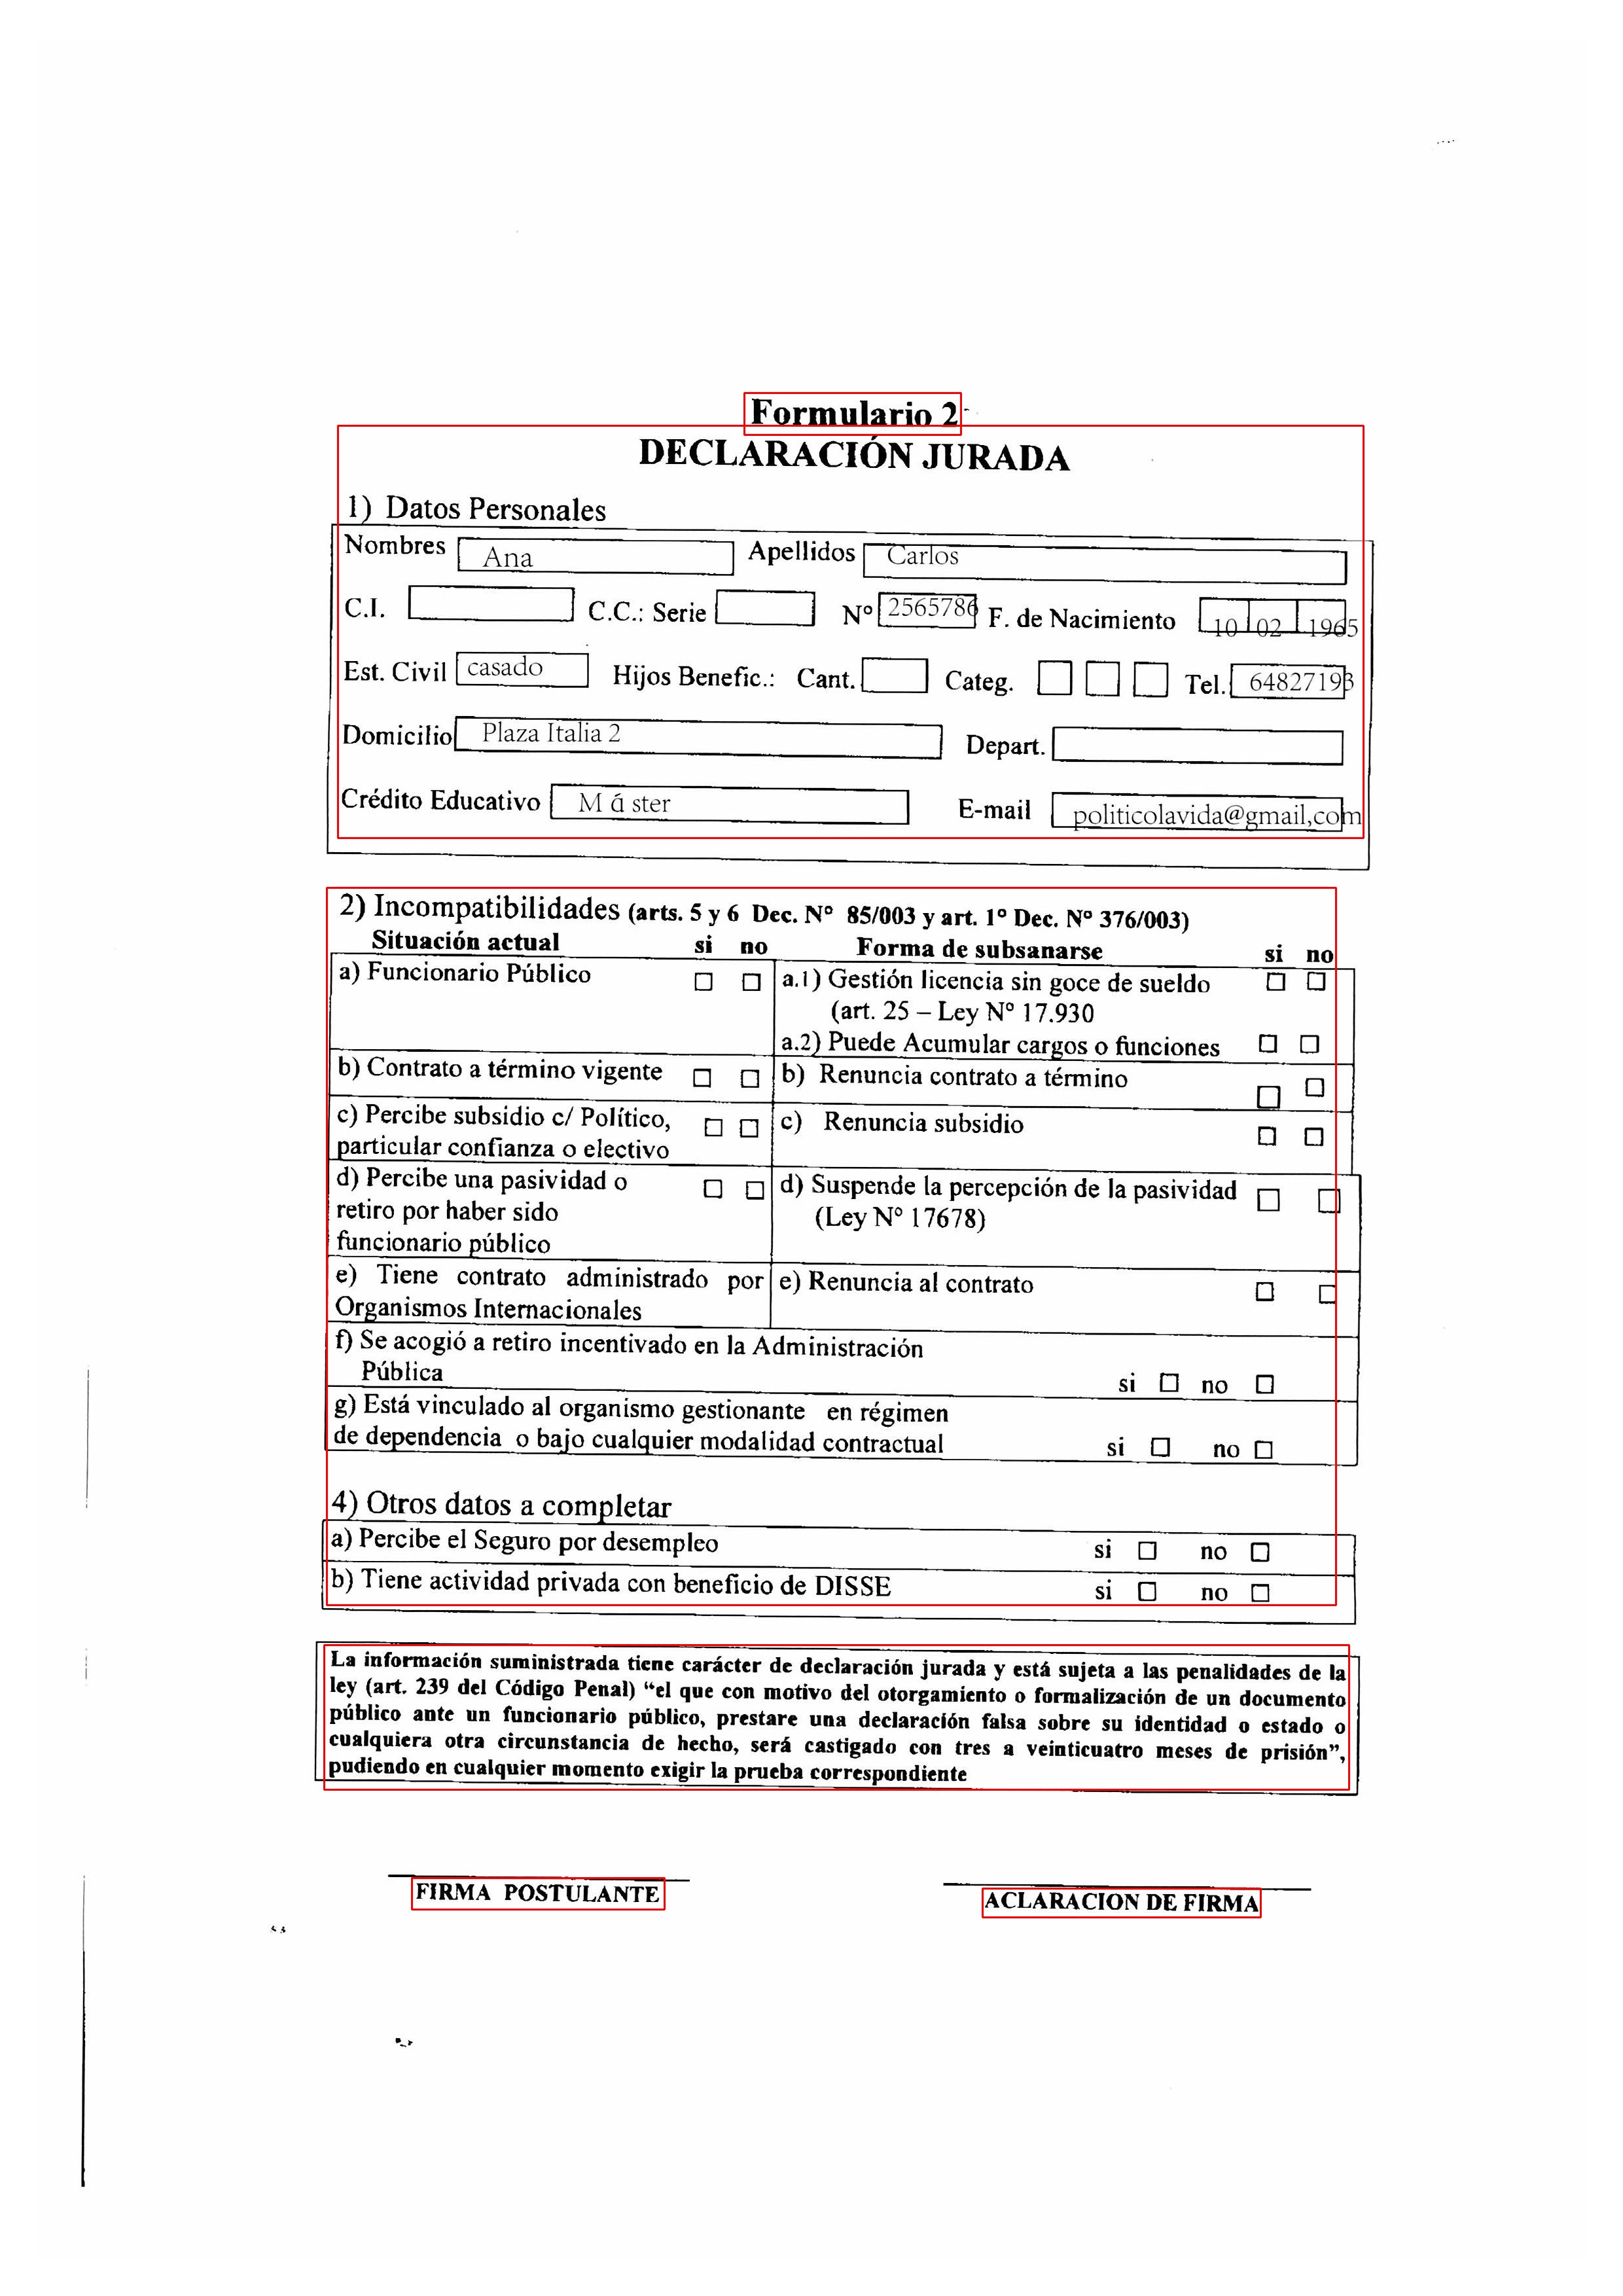 Formulario 2
DECLARACIÓN JURADA
1) Datos Personales
Nombres Ana Apellidos Carlos
C.I. C.C.: Serie Nº 2565786 F. de Nacimiento 10 02 1965
Est. Civil casado Hijos Benefic.: Cant. Categ. Tel. 64827193
Domicilio Plaza Italia 2 Depart.
Crédito Educativo M á ster E-mail politicolavida@gmail,com
2) Incompatibilidades (arts. 5 y 6 Dec. Nº 85/003 y art. 1º Dec. Nº 376/003)
Situación actual si no Forma de subsanarse si no
a) Funcionario Público a.1) Gestión licencia sin goce de sueldo
(art. 25 – Ley Nº 17.930
a.2) Puede Acumular cargos o funciones
b) Contrato a término vigente b) Renuncia contrato a término
c) Percibe subsidio c/ Político, c) Renuncia subsidio
particular confianza o electivo
d) Percibe una pasividad o d) Suspende la percepción de la pasividad
retiro por haber sido (Ley Nº 17678)
funcionario público
e) Tiene contrato administrado por e) Renuncia al contrato
Organismos Internacionales
f) Se acogió a retiro incentivado en la Administración
Pública si no
g) Está vinculado al organismo gestionante en régimen
de dependencia o bajo cualquier modalidad contractual si no
4) Otros datos a completar
a) Percibe el Seguro por desempleo si no
b) Tiene actividad privada con beneficio de DISSE si no
La información suministrada tiene carácter de declaración jurada y está sujeta a las penalidades de la
ley (art. 239 del Código Penal) “el que con motivo del otorgamiento o formalización de un documento
público ante un funcionario público, prestare una declaración falsa sobre su identidad o estado o
cualquiera otra circunstancia de hecho, será castigado con tres a veinticuatro meses de prisión”,
pudiendo en cualquier momento exigir la prueba correspondiente
FIRMA POSTULANTE ACLARACION DE FIRMA